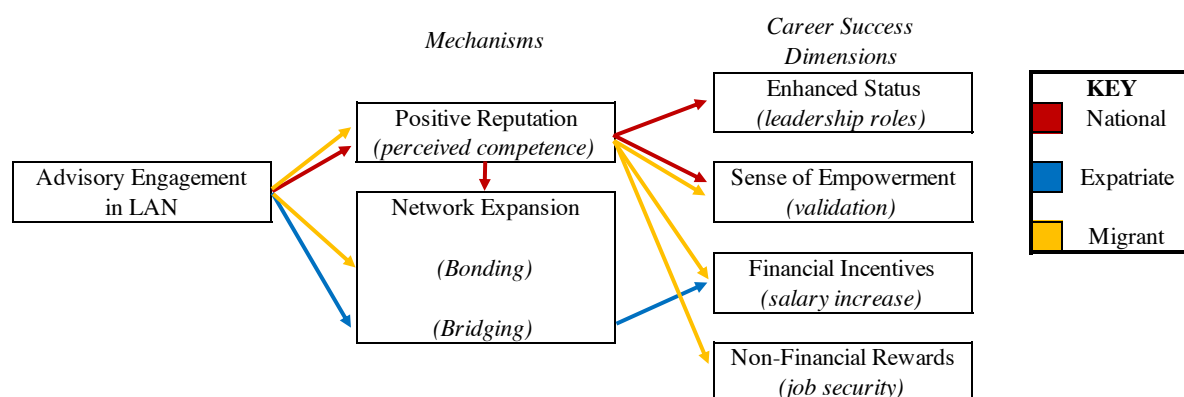 Mechanisms
Career Success
Dimensions
Advisory Engagement
in LAN
Positive Reputation
(perceived competence)
Network Expansion
(Bonding)
(Bridging)
Enhanced Status
(leadership roles)
Sense of Empowerment
(validation)
Financial Incentives
(salary increase)
Non-Financial Rewards
(job security)
KEY
National
Expatriate
Migrant